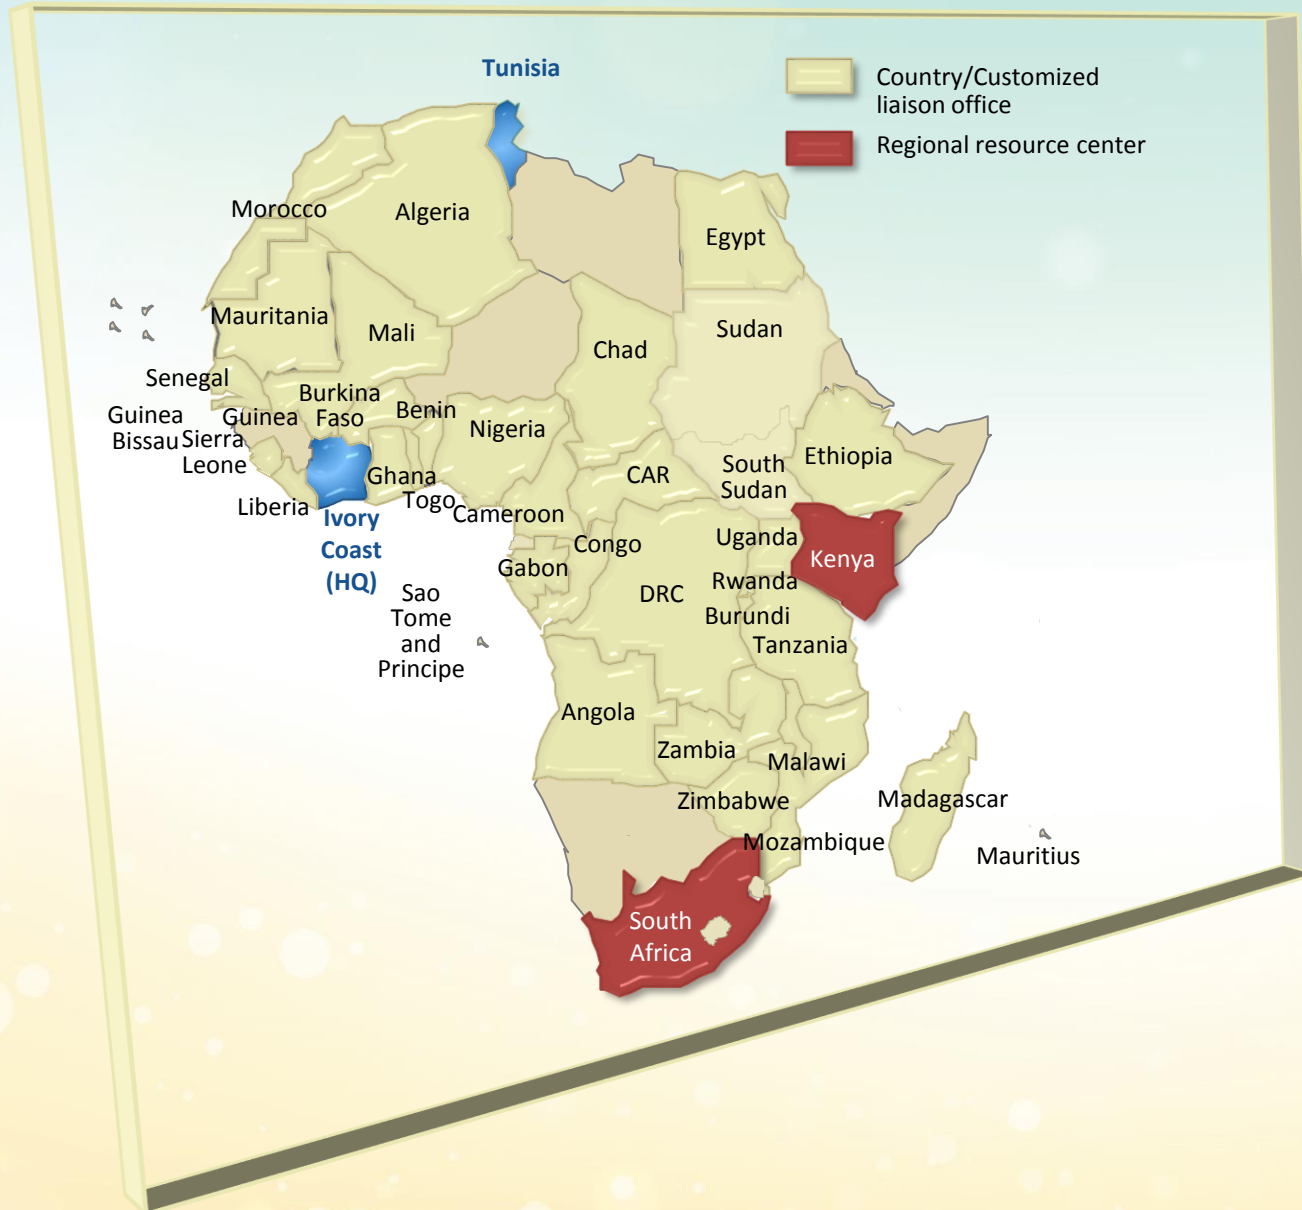 Tunisia
Country/Customized
liaison office
Regional resource center
Morocco
Algeria
Egypt
Mauritania
Mali
Chad
Sudan
Senegal
Burkina
Faso
Benin
Guinea
Bissau
Guinea
Sierra
Leone
Nigeria
Ghana
Togo
Liberia
Ivory
Coast
(HQ)
Cameroon
CAR
South
Sudan
Ethiopia
Uganda
Kenya
Congo
Gabon
DRC
Rwanda
Burundi
Tanzania
Sao
Tome
and
Principe
Angola
Zambia
Malawi
Zimbabwe
Madagascar
Mozambique
Mauritius
South
Africa